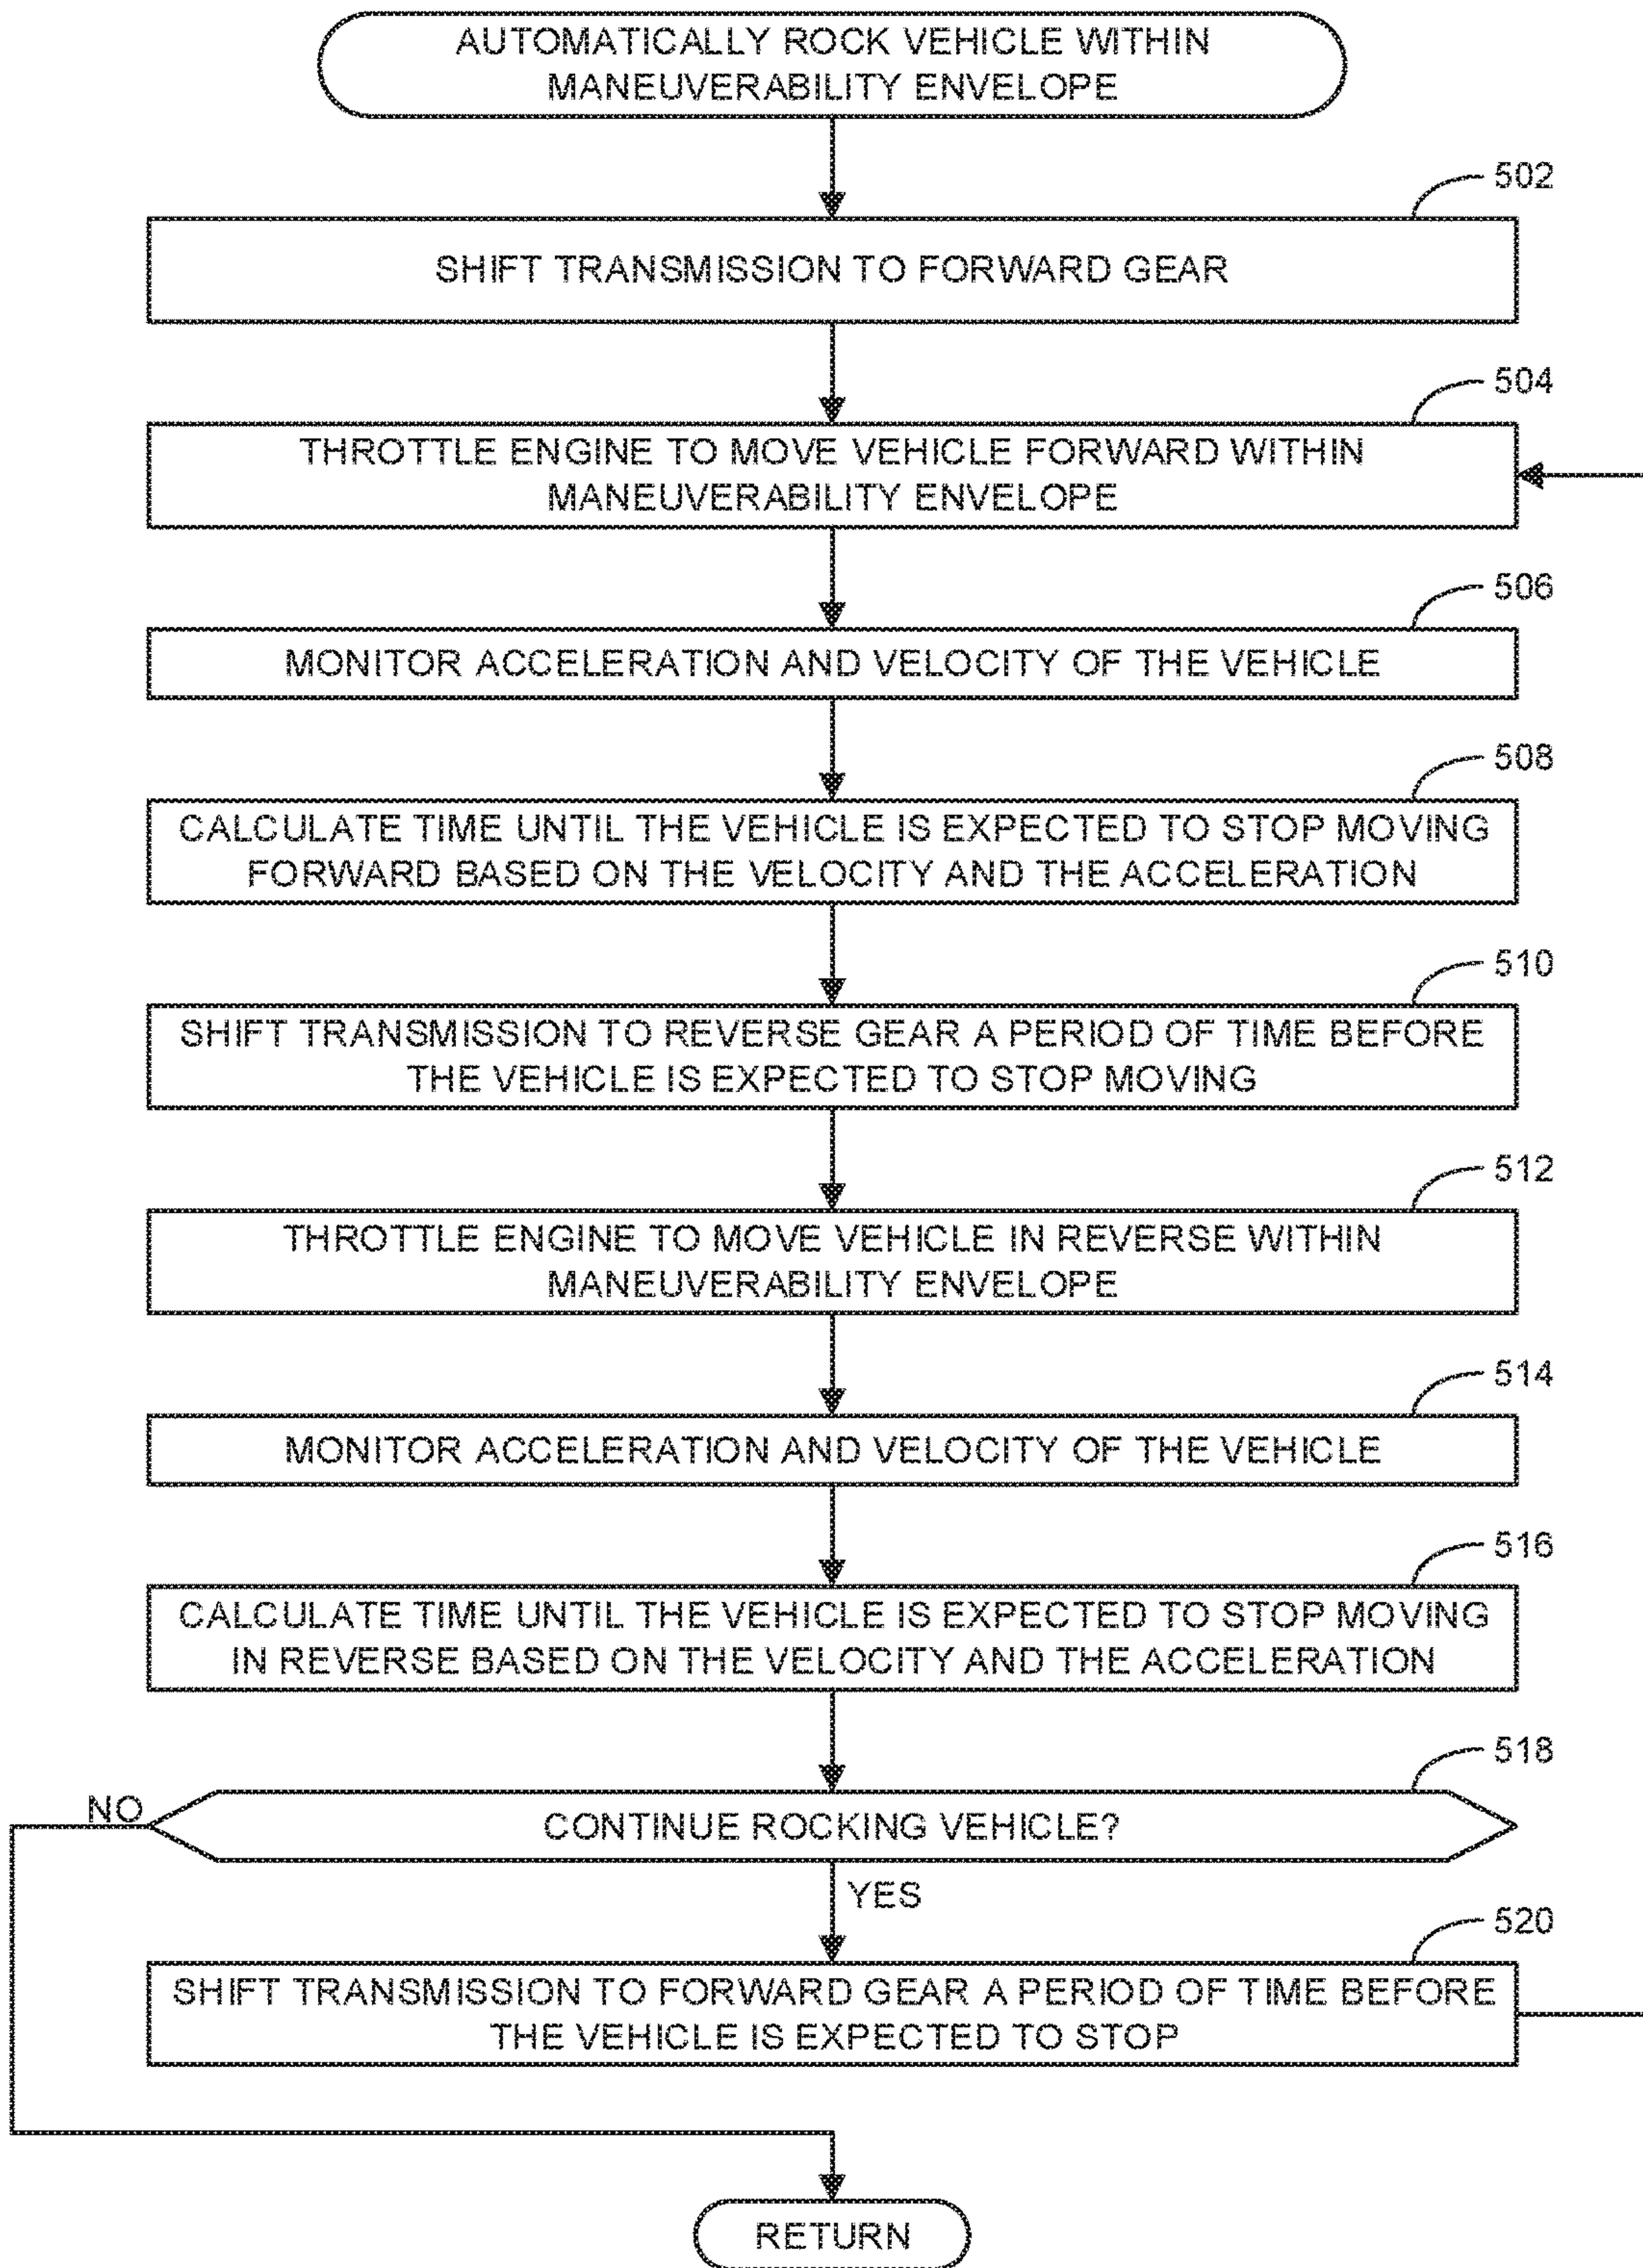 AUTOMATICALLY ROCK VEHICLE WITHIN
MANEUVERABILITY ENVELOPE
502
SHIFT TRANSMISSION TO FORWARD GEAR
504
THROTTLE ENGINE TO MOVE VEHICLE FORWARD WITHIN
MANEUVERABILITY ENVELOPE
506
MONITOR ACCELERATION AND VELOCITY OF THE VEHICLE
508
CALCULATE TIME UNTIL THE VEHICLE IS EXPECTED TO STOP MOVING
FORWARD BASED ON THE VELOCITY AND THE ACCELERATION
510
SHIFT TRANSMISSION TO REVERSE GEAR A PERIOD OF TIME BEFORE
THE VEHICLE IS EXPECTED TO STOP MOVING
512
THROTTLE ENGINE TO MOVE VEHICLE IN REVERSE WITHIN
MANEUVERABILITY ENVELOPE
514
MONITOR ACCELERATION AND VELOCITY OF THE VEHICLE
516
CALCULATE TIME UNTIL THE VEHICLE IS EXPECTED TO STOP MOVING
IN REVERSE BASED ON THE VELOCITY AND THE ACCELERATION
518
NO
CONTINUE ROCKING VEHICLE?
YES
520
SHIFT TRANSMISSION TO FORWARD GEAR A PERIOD OF TIME BEFORE
THE VEHICLE IS EXPECTED TO STOP
RETURN